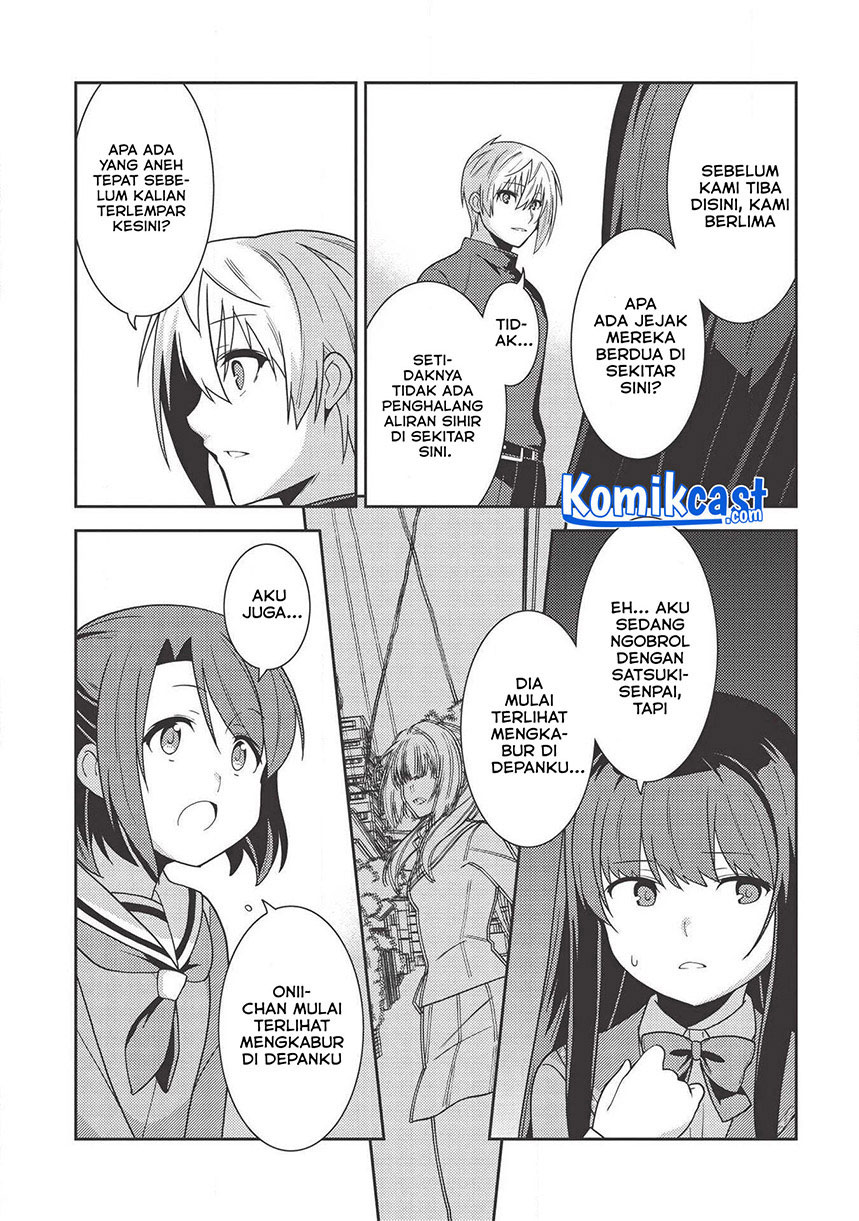 SEBELUM
KAMI TIBA
DISINI, KAMI
BERLIMA
APA
ADA JEJAK
MEREKA
BERDUA DI
SEKITAR
SINI?
TID-
AK...
SETI-
DAKNYA
TIDAK ADA
PENGHALANG
ALIRAN SIHIR
DI SEKITAR
SINI.
APA ADA
YANG ANEH
TEPAT SEBE-
LUM KALIAN
TERLEMPAR
KESINI?
Komikcast
.com
EH... AKU
SEDANG
NGOBROL
DENGAN
SATSUKI-
SENPAI,
TAPI
DIA
MULAI
TERLIHAT
MENGKA-
BUR DI
DEPANKU...
AKU
JUGA...
ONII-
CHAN MULAI
TERLIHAT
MENGKABUR
DI DEPANKU